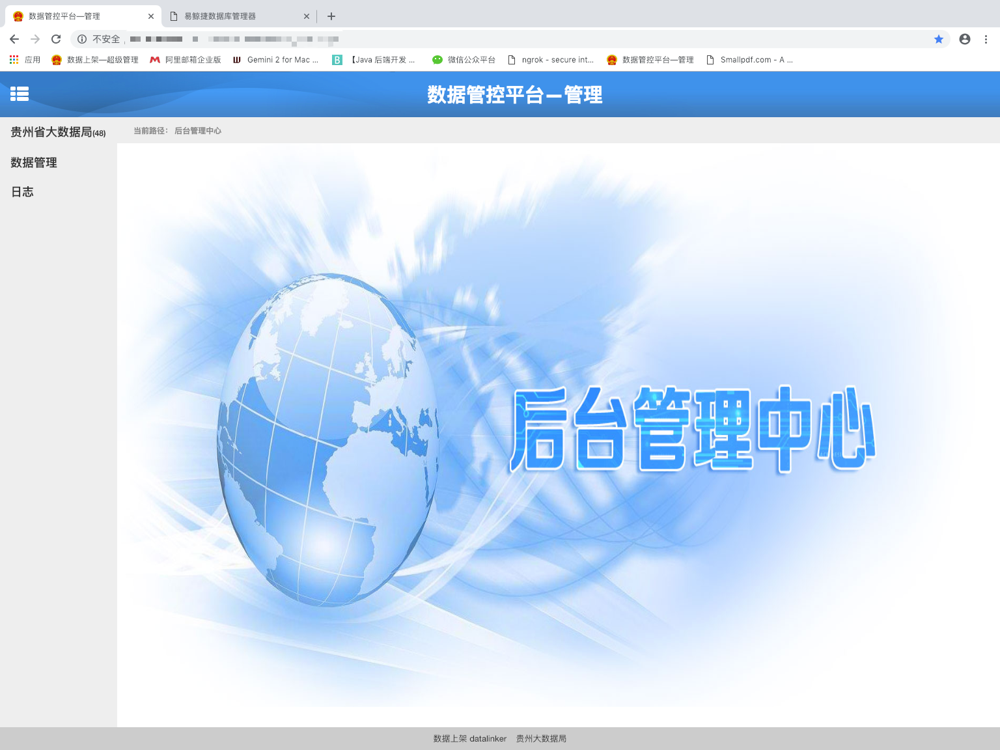 数据管控平台—管理
易鲸捷数据库管理器
不安全
应用
数据上架—超级管理
阿里邮箱企业版
Gemini 2 for Mac ...
【Java 后端开发 ...
微信公众平台
ngrok - secure int...
数据管控平台—管理
Smallpdf.com - A ...
数据管控平台—管理
贵州省大数据局(48)
当前路径： 后台管理中心
数据管理
日志
后台管理中心
数据上架 datalinker 贵州大数据局